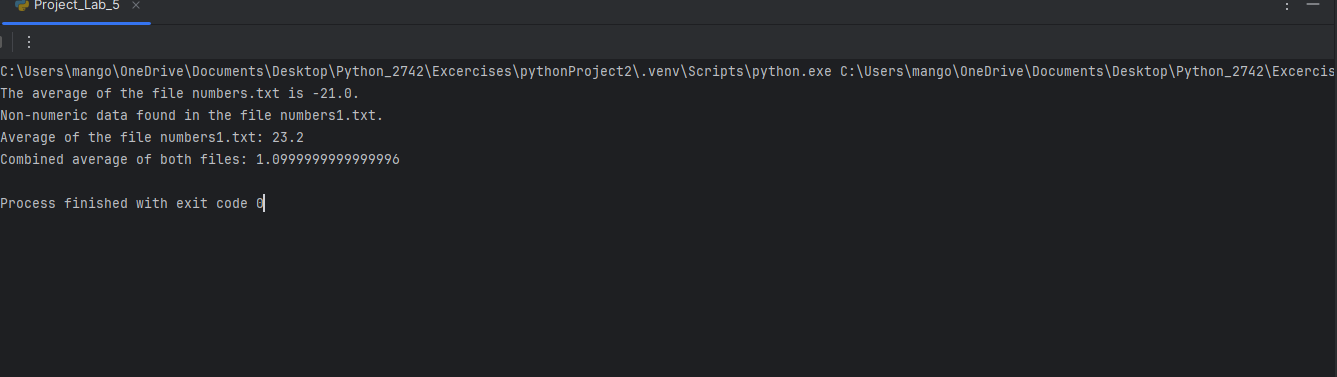 Project_Lab_5
C:\Users\mango\OneDrive\Documents\Desktop\Python_2742\Excercises\pythonProject2\.venv\Scripts\python.exe C:\Users\mango\OneDrive\Documents\Desktop\Python_2742\Excercis
The average of the file numbers.txt is -21.0.
Non-numeric data found in the file numbers1.txt.
Average of the file numbers1.txt: 23.2
Combined average of both files: 1.0999999999999996
Process finished with exit code 0